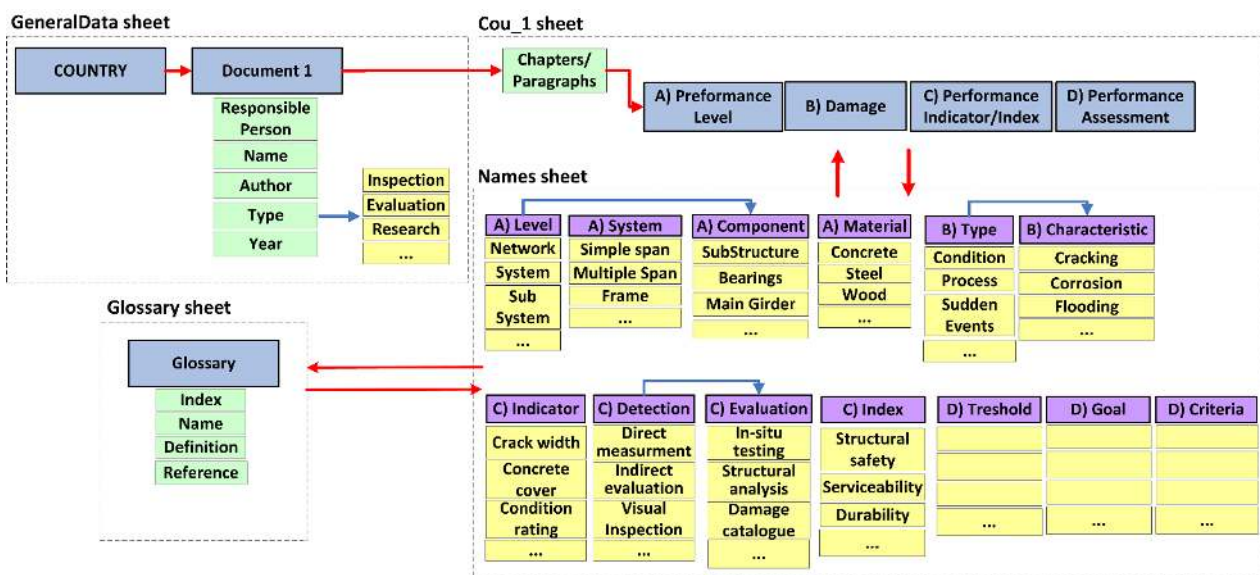 GeneralData sheet
COUNTRY
Document 1
Responsible
Person
Name
Author
Type
Year
Inspection
Evaluation
Research
...
Cou_1 sheet
Chapters/
Paragraphs
A) Preformance
Level
B) Damage
C) Performance
Indicator/Index
D) Performance
Assessment
Names sheet
A) Level
Network
System
Sub
System
...
A) System
Simple span
Multiple Span
Frame
...
A) Component
SubStructure
Bearings
Main Girder
...
A) Material
Concrete
Steel
Wood
...
B) Type
Condition
Process
Sudden
Events
...
B) Characteristic
Cracking
Corrosion
Flooding
...
Glossary sheet
Glossary
Index
Name
Definition
Reference
C) Indicator
Crack width
Concrete
cover
Condition
rating
...
C) Detection
Direct
measurment
Indirect
evaluation
Visual
Inspection
...
C) Evaluation
In-situ
testing
Structural
analysis
Damage
catalogue
...
C) Index
Structural
safety
Serviceability
Durability
...
D) Treshold
...
D) Goal
...
D) Criteria
...